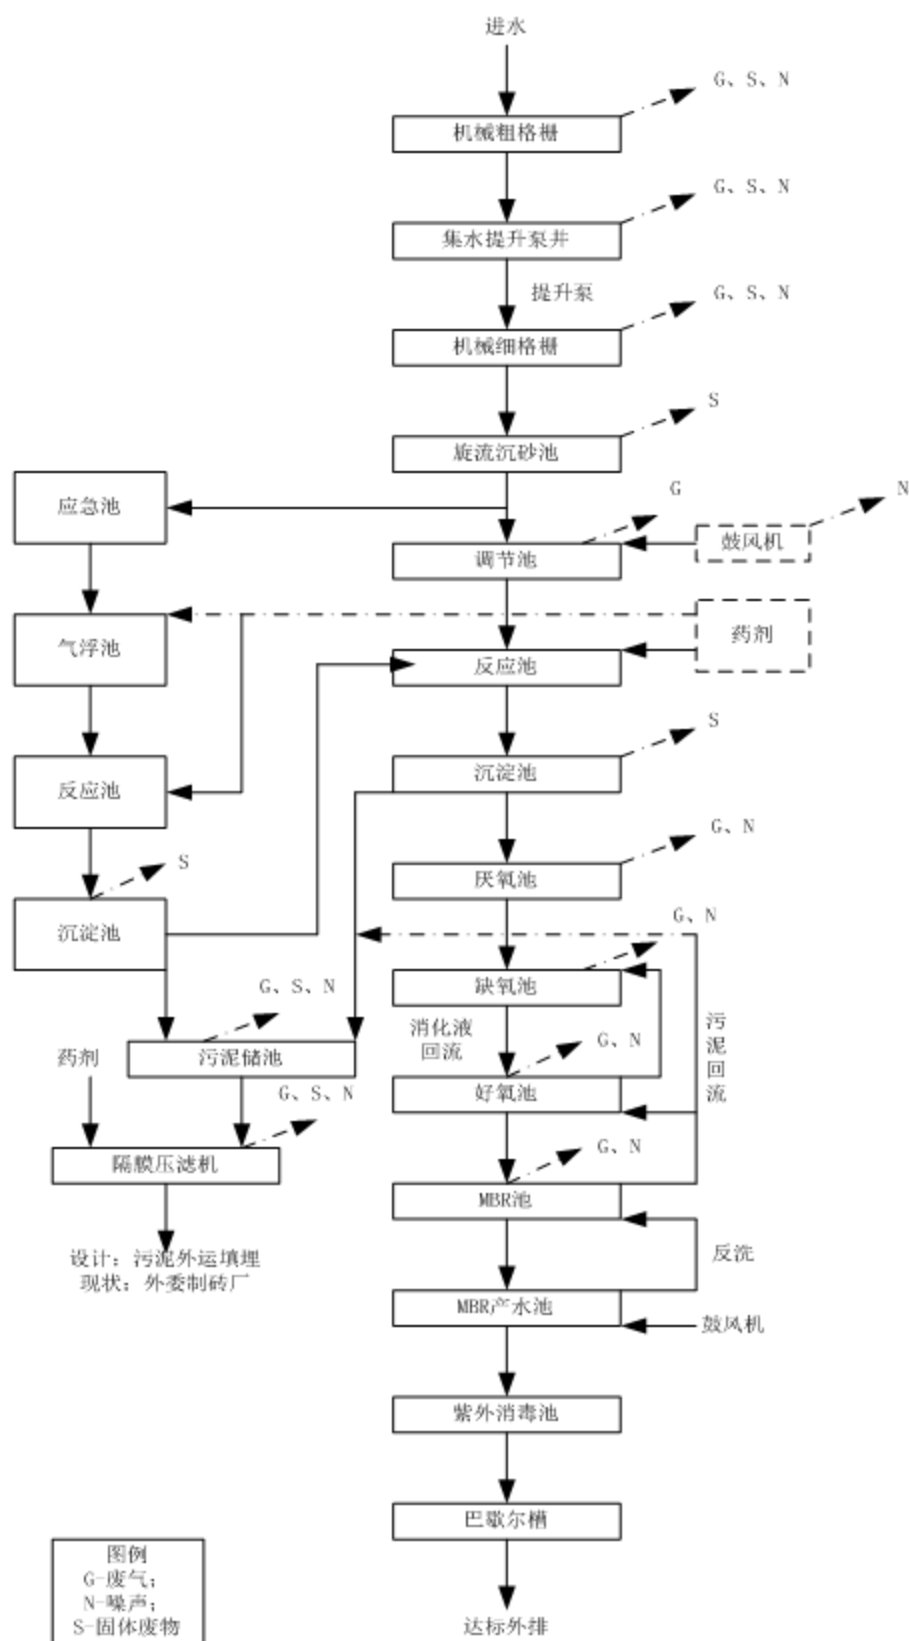 进水
G、S、N
机械粗格栅
G、S、N
集水提升泵井
提升泵
G、S、N
机械细格栅
S
旋流沉砂池
应急池
G
N
鼓风机
调节池
气浮池
药剂
反应池
S
反应池
沉淀池
G、N
S
厌氧池
沉淀池
G、N
缺氧池
G、S、N
消化液
回流
污
泥
回
流
G、N
药剂
污泥储池
好氧池
G、S、N
G、N
隔膜压滤机
MBR池
设计：污泥外运填埋
现状：外委制砖厂
反洗
MBR产水池
鼓风机
紫外消毒池
巴歇尔槽
图例
G-废气；
N-噪声；
S-固体废物
达标外排